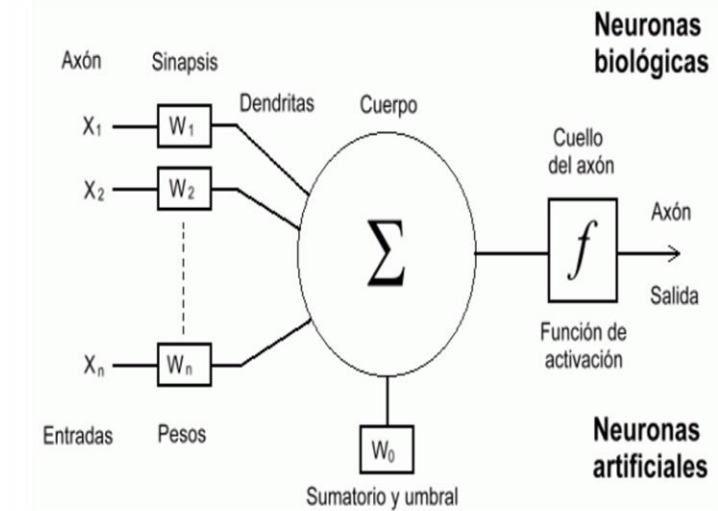 Neuronas
biológicas
Axón
Sinapsis
Dendritas
Cuerpo
X1
W1
Cuello
del axón
X2
W2
Σ
f
Axón
Salida
Función de
activación
Xn
Wn
Entradas
Pesos
W0
Neuronas
artificiales
Sumatorio y umbral